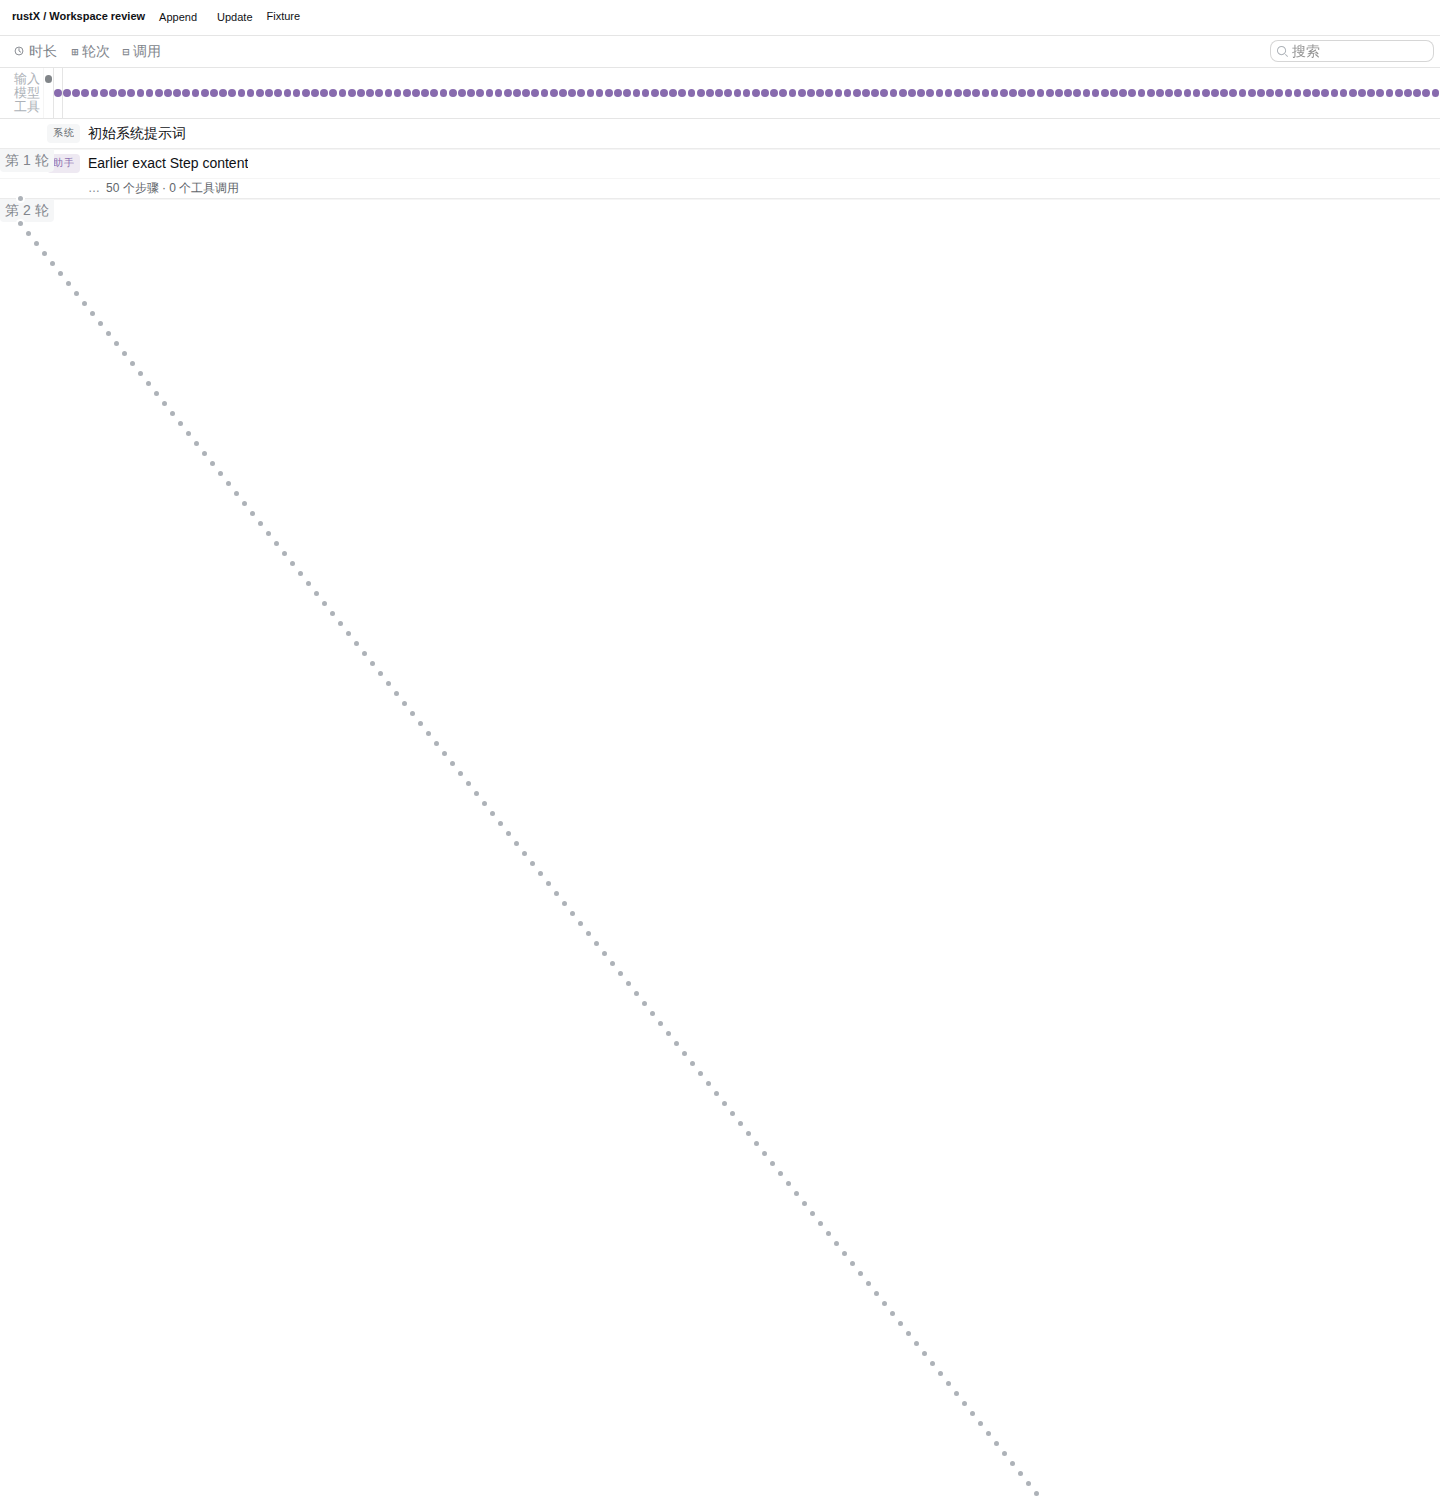 rustX / Workspace review Append Update Fixture
时长 轮次 调用 搜索
输入
模型
工具
系统 初始系统提示词
第 1 轮 助手 Earlier exact Step content
… 50 个步骤 · 0 个工具调用
第 2 轮